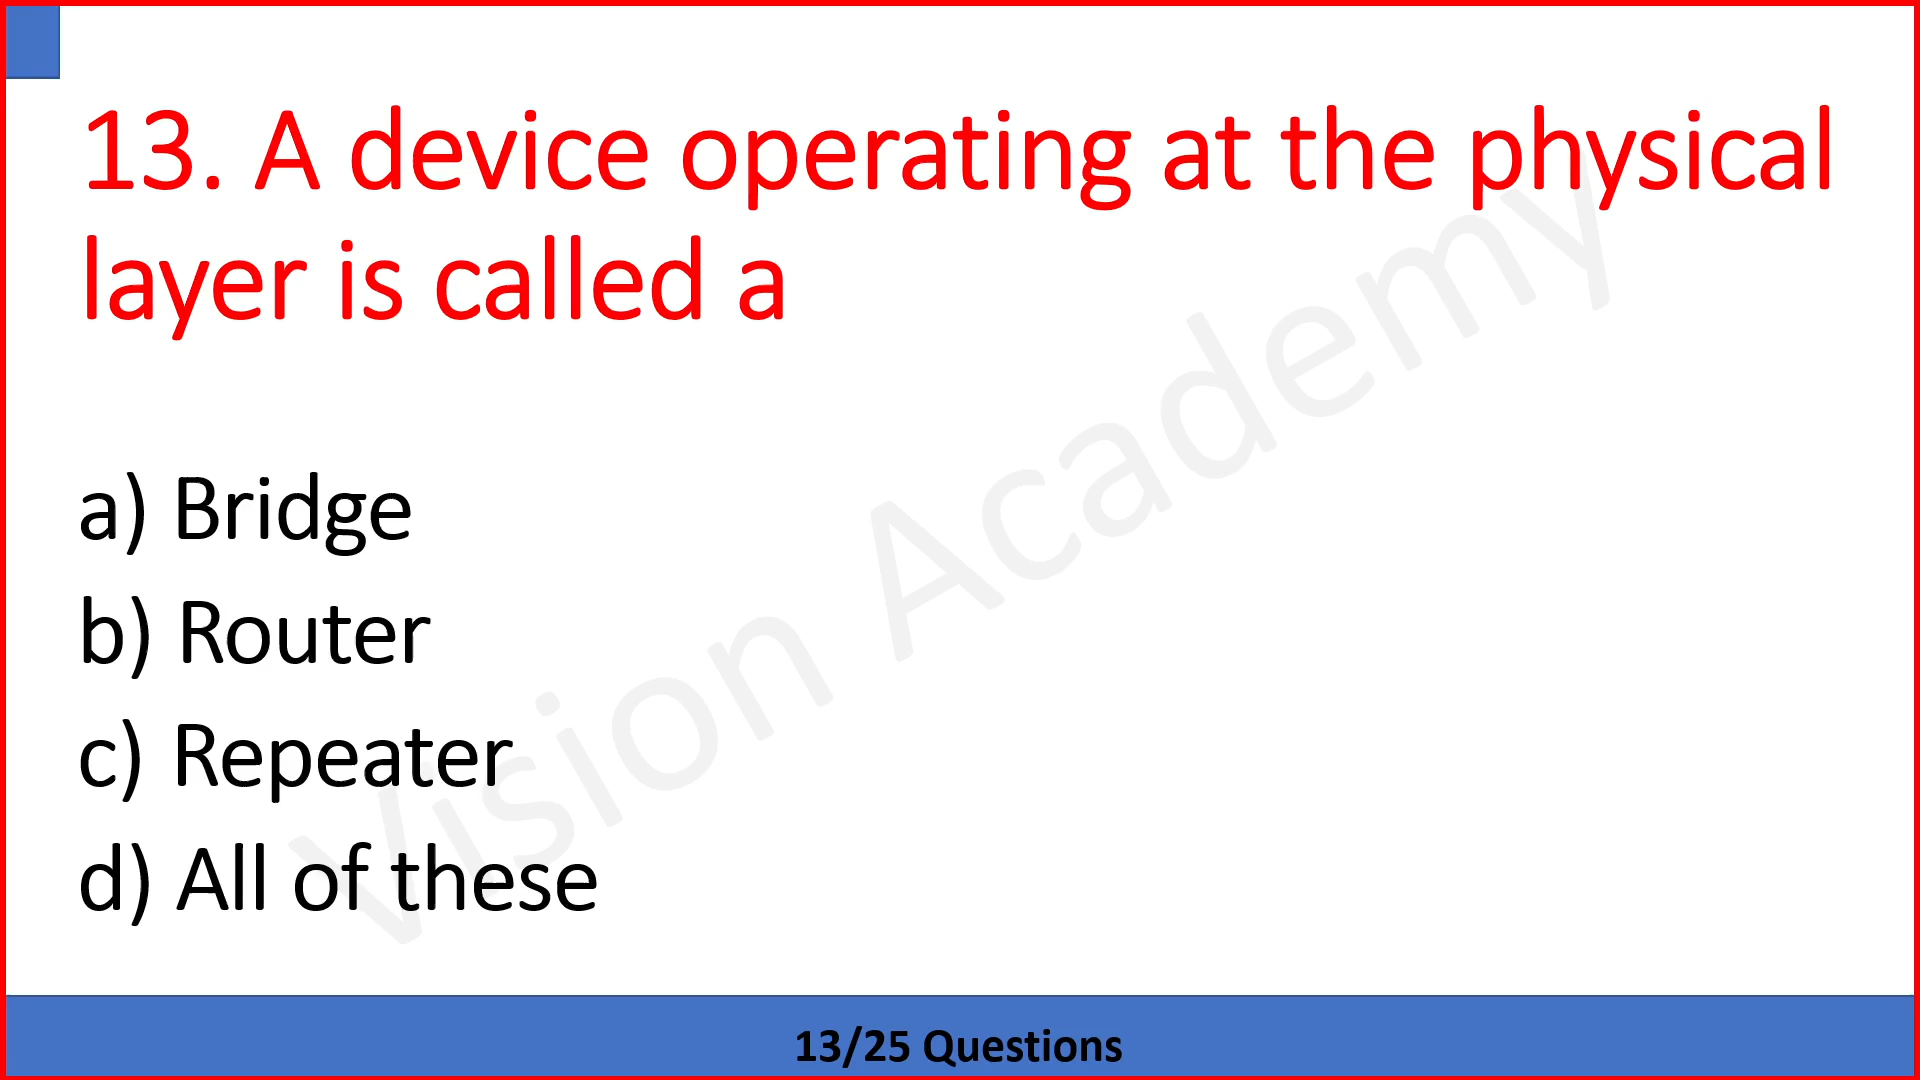 13. A device operating at the physical
layer is called a
a) Bridge
b) Router
c) Repeater
d) All of these
Vision Academy
13/25 Questions